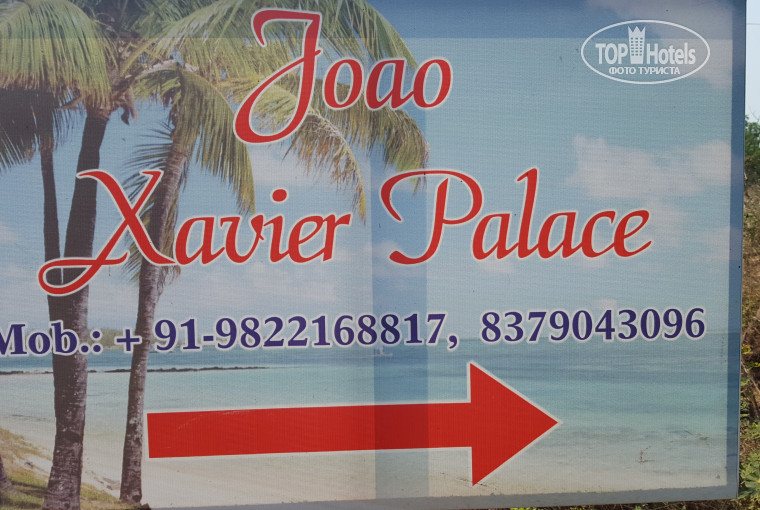 TOP Hotels
ФОТО ТУРИСТА
Joao
Xavier Palace
Mob.: + 91-9822168817, 8379043096